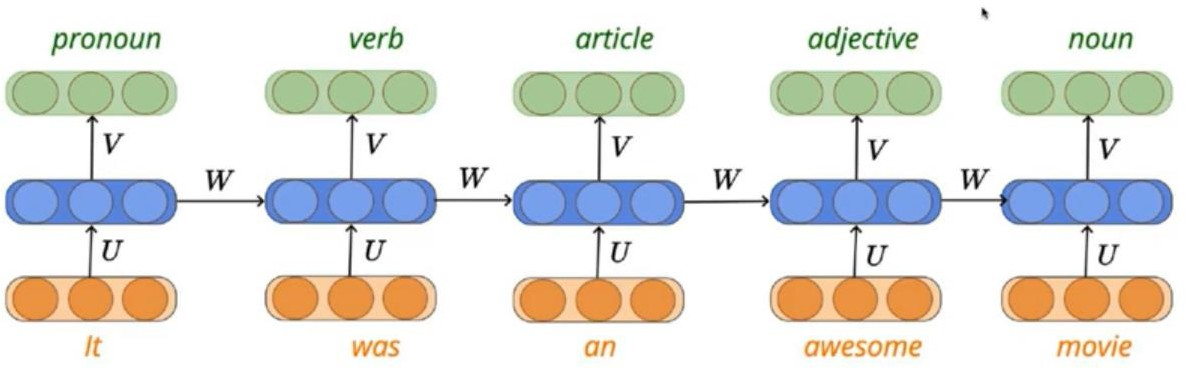 pronoun verb article adjective noun
V V V V V
W W W W
U U U U U
It was an awesome movie